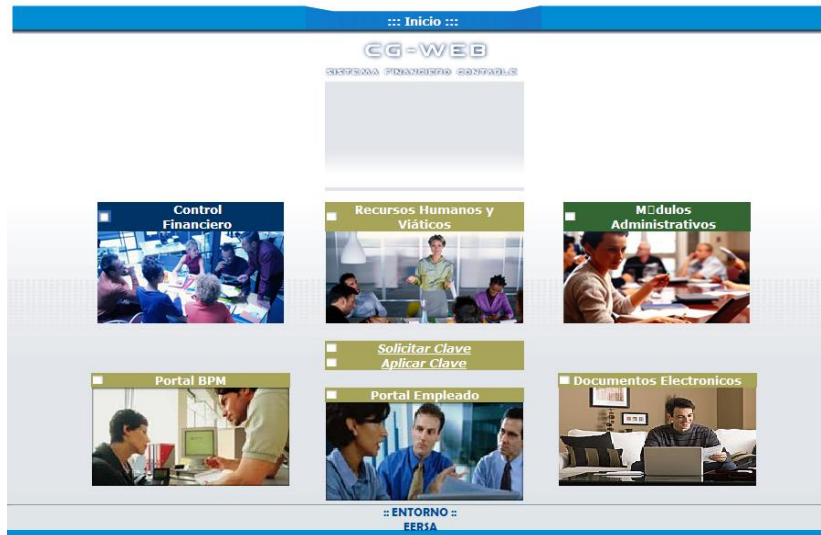 ::: Inicio :::
CG-WEB
SISTEMA FINANCIERO CONTABLE
Control
Financiero
Recursos Humanos y
Viáticos
M□dulos
Administrativos
Solicitar Clave
Aplicar Clave
Portal BPM
Portal Empleado
Documentos Electronicos
:: ENTORNO ::
EERSA